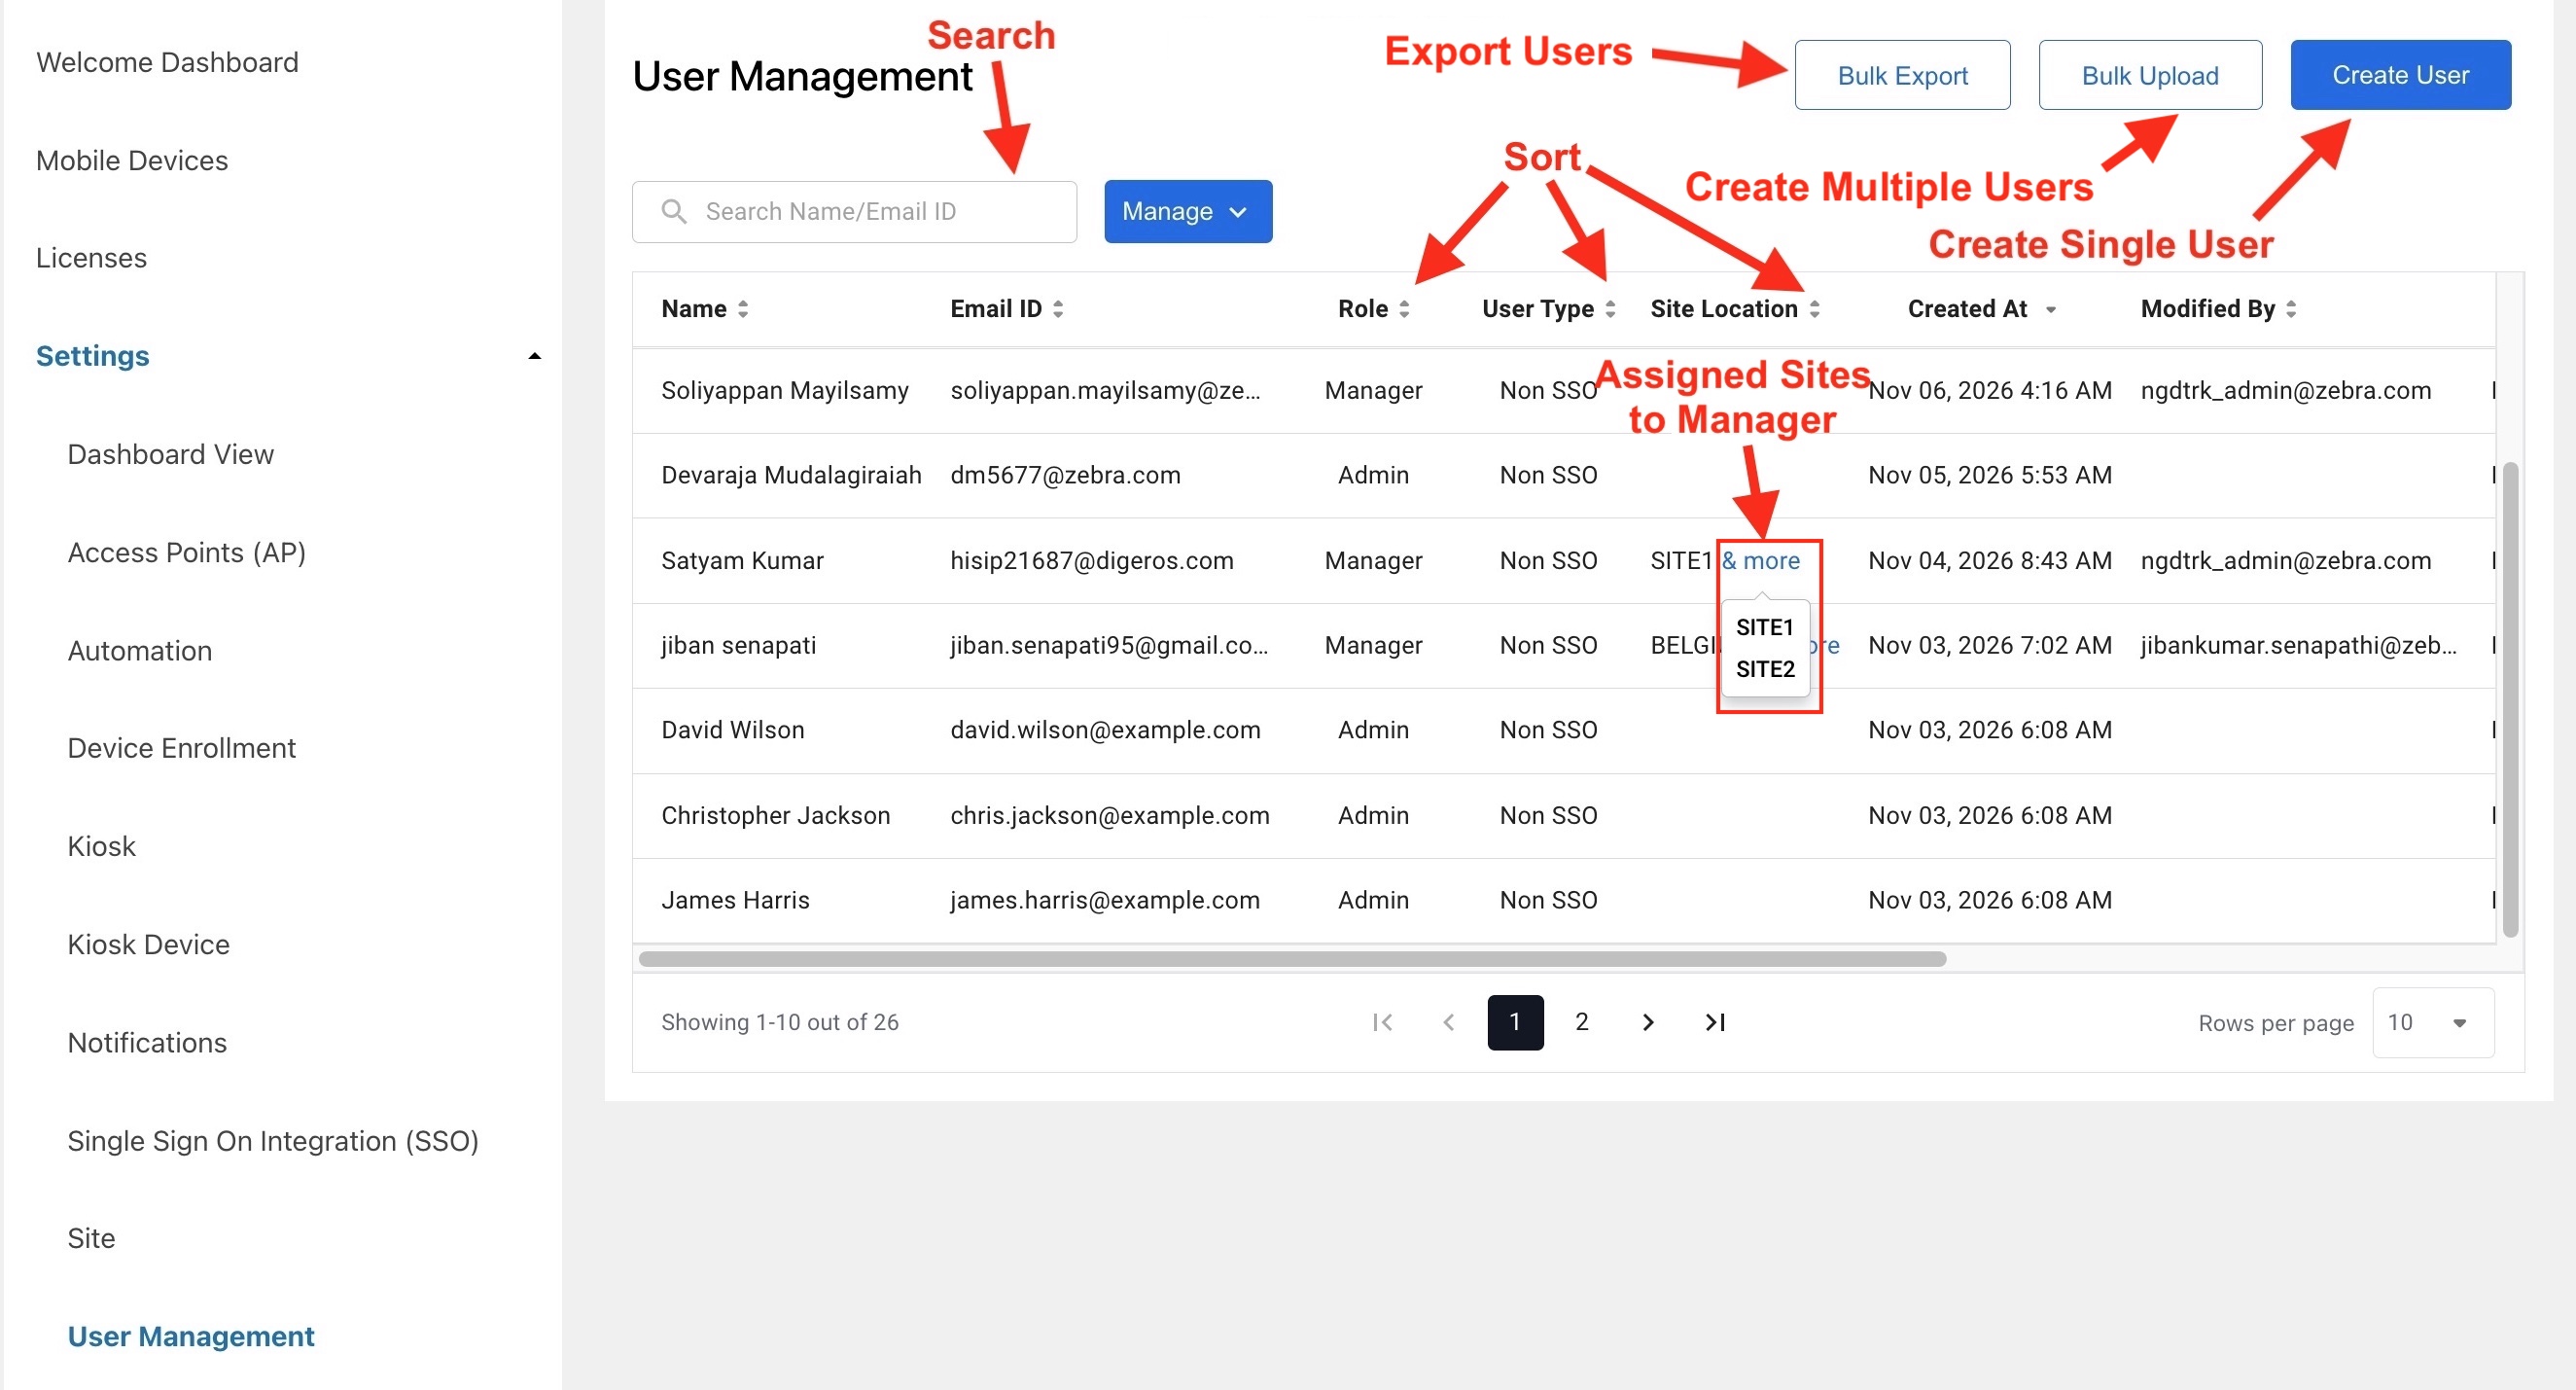 Welcome Dashboard
Mobile Devices
Licenses
Settings
Dashboard View
Access Points (AP)
Automation
Device Enrollment
Kiosk
Kiosk Device
Notifications
Single Sign On Integration (SSO)
Site
User Management
Search
User Management
Export Users
Bulk Export Bulk Upload Create User
Sort
Create Multiple Users
Create Single User
Search Name/Email ID Manage
Name Email ID Role User Type Site Location Created At Modified By
Assigned Sites
to Manager
Soliyappan Mayilsamy soliyappan.mayilsamy@ze... Manager Non SSO Nov 06, 2026 4:16 AM ngdtrk_admin@zebra.com
Devaraja Mudalagiraiah dm5677@zebra.com Admin Non SSO Nov 05, 2026 5:53 AM
Satyam Kumar hisip21687@digeros.com Manager Non SSO SITE1 & more Nov 04, 2026 8:43 AM ngdtrk_admin@zebra.com
SITE1
SITE2
jiban senapati jiban.senapati95@gmail.co... Manager Non SSO Nov 03, 2026 7:02 AM jibankumar.senapathi@zeb...
David Wilson david.wilson@example.com Admin Non SSO Nov 03, 2026 6:08 AM
Christopher Jackson chris.jackson@example.com Admin Non SSO Nov 03, 2026 6:08 AM
James Harris james.harris@example.com Admin Non SSO Nov 03, 2026 6:08 AM
Showing 1-10 out of 26 1 2 Rows per page 10